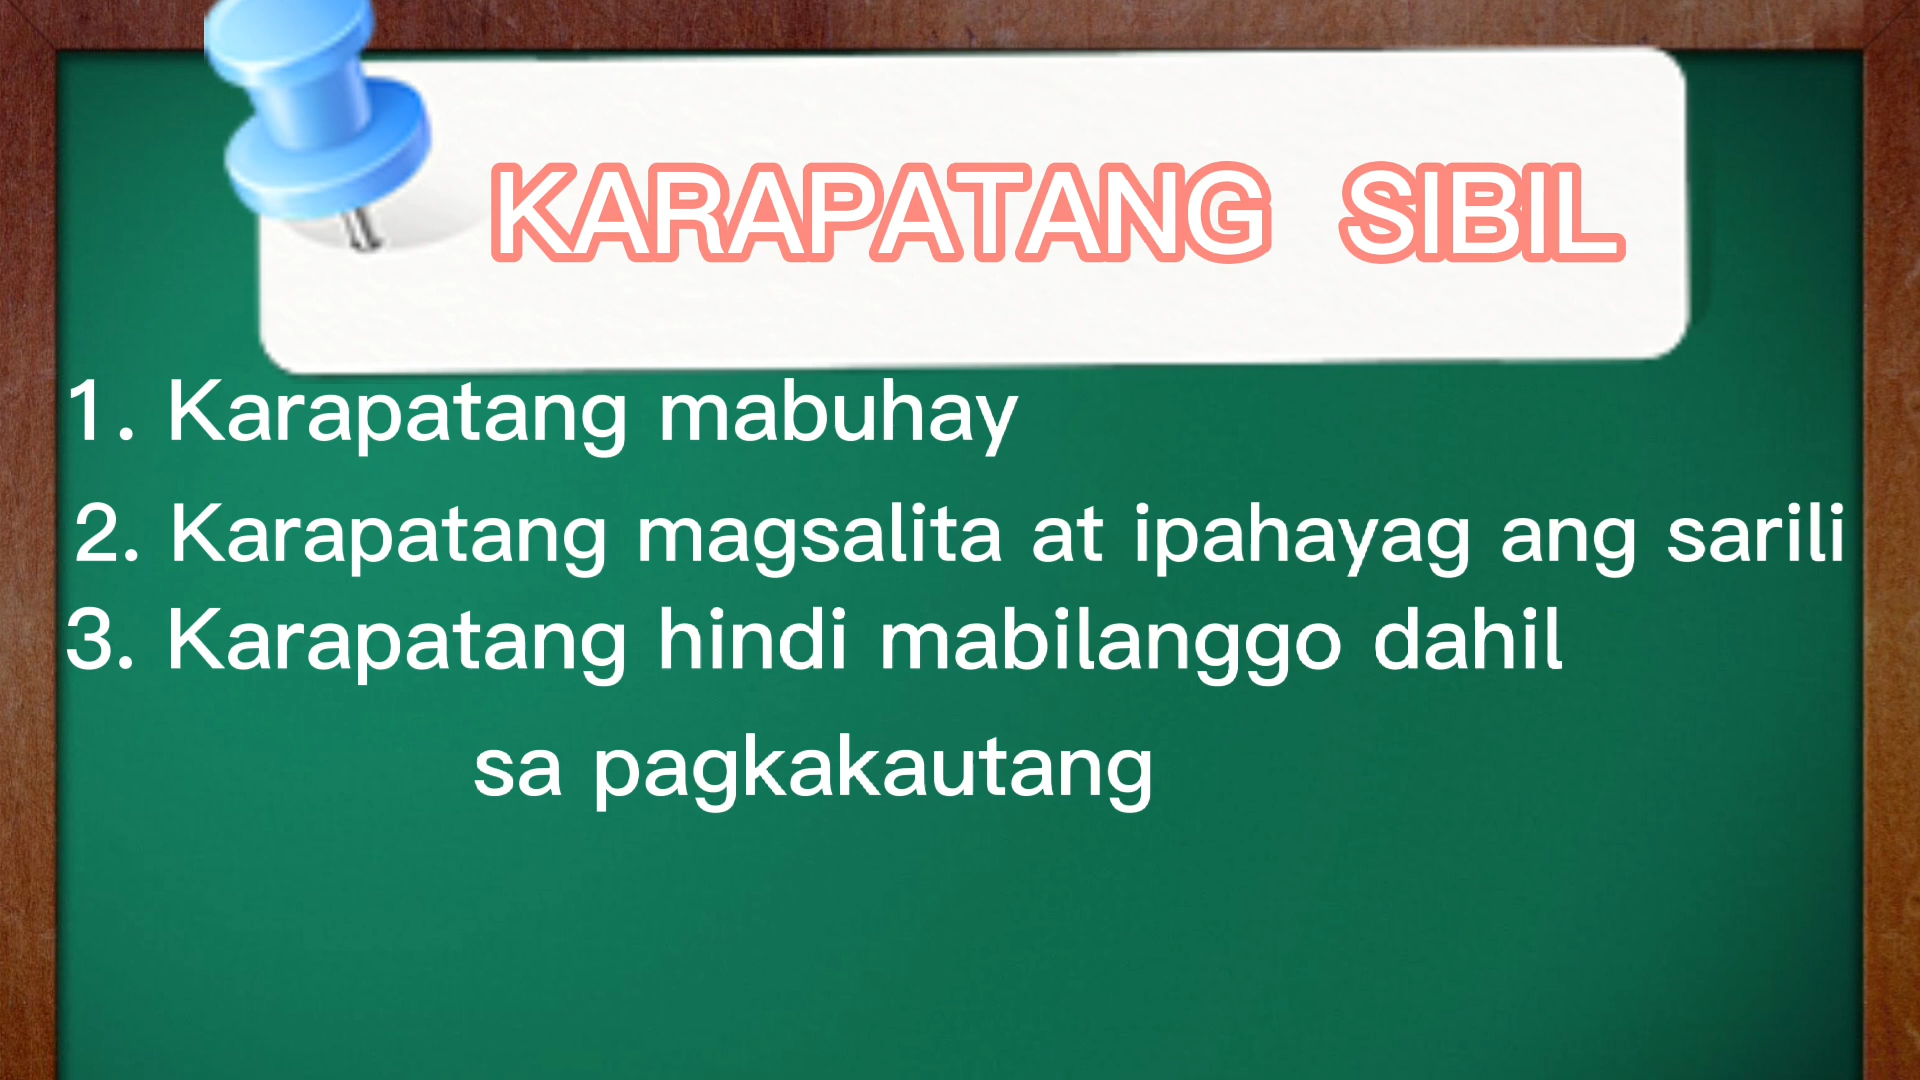 KARAPATANG SIBIL
1. Karapatang mabuhay
2. Karapatang magsalita at ipahayag ang sarili
3. Karapatang hindi mabilanggo dahil
sa pagkakautang